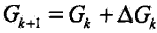 G_{k+1} = G_k + ΔG_k